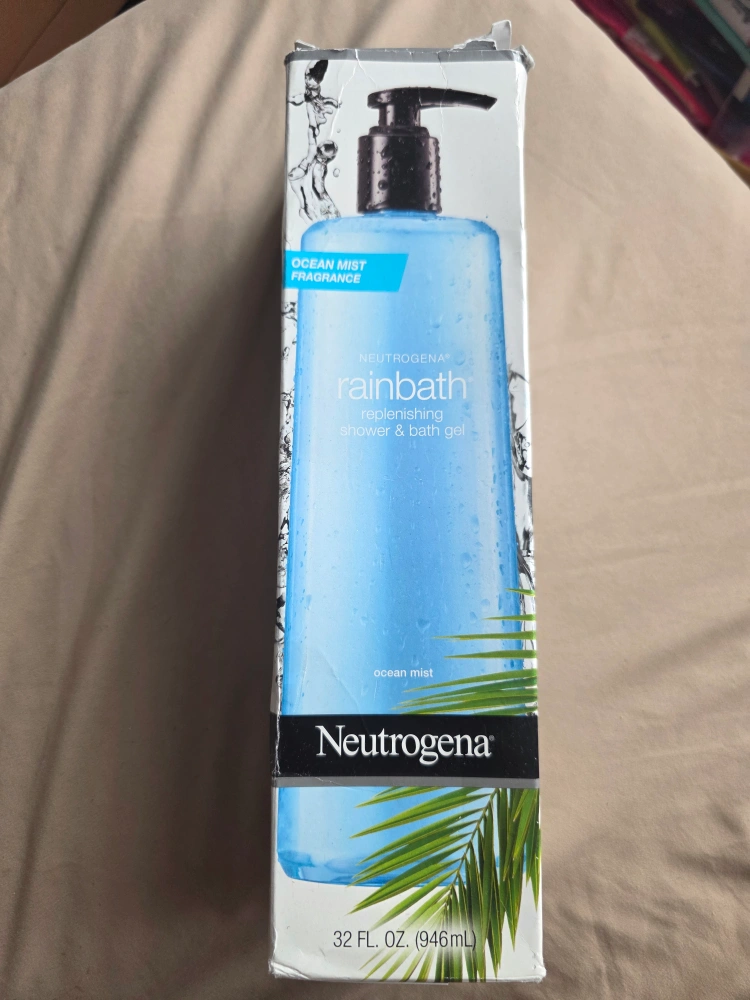 OCEAN MIST
FRAGRANCE
NEUTROGENA®
rainbath®
replenishing
shower & bath gel
ocean mist
Neutrogena®
32 FL. OZ. (946mL)